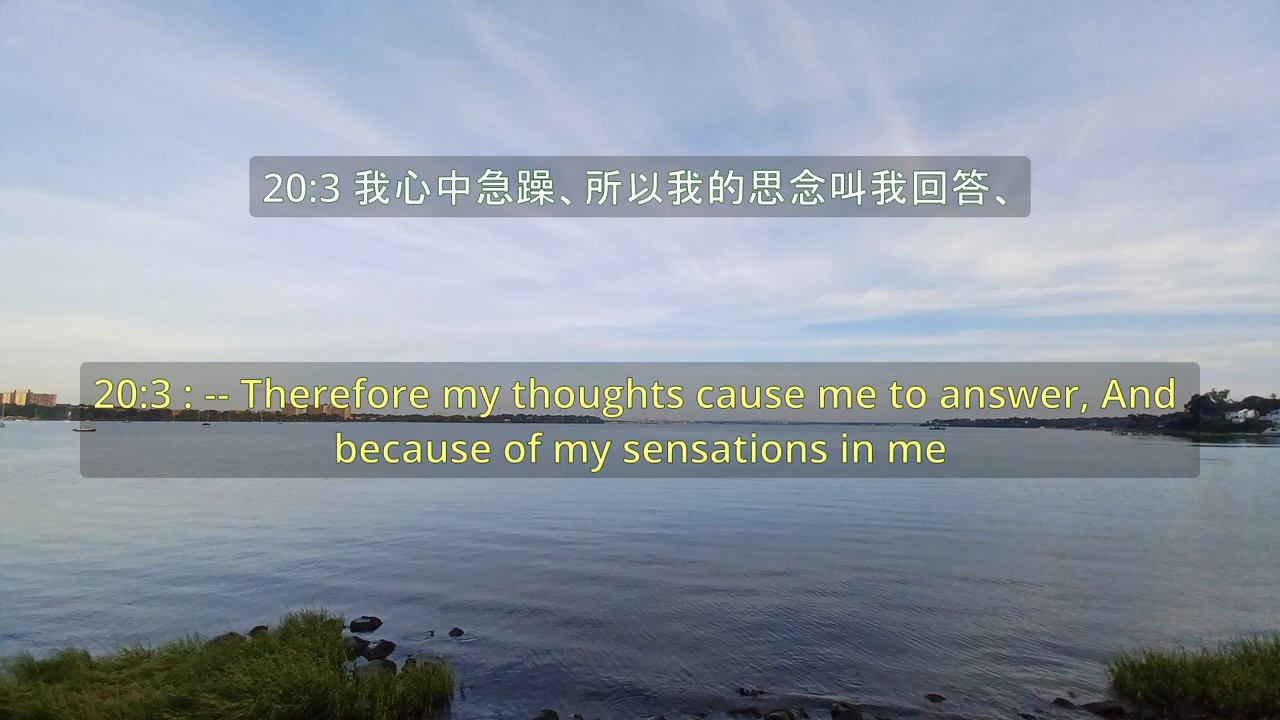 20:3 我心中急躁、所以我的思念叫我回答、
20:3 : -- Therefore my thoughts cause me to answer, And
because of my sensations in me